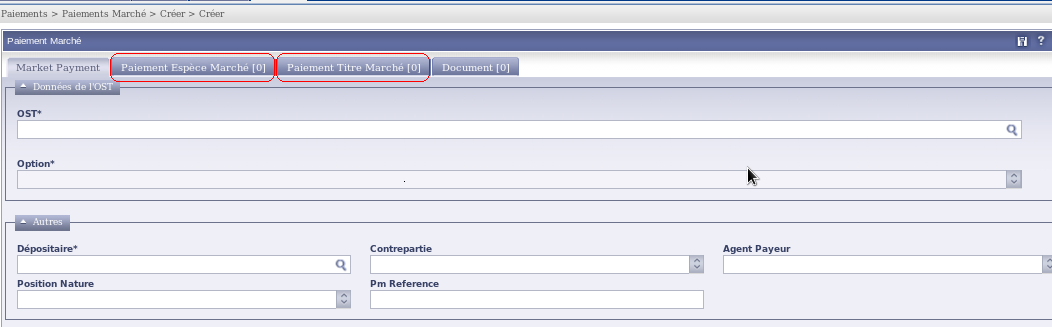 Paiements > Paiements Marché > Créer > Créer
Paiement Marché ?
Market Payment Paiement Espèce Marché [0] Paiement Titre Marché [0] Document [0]
Données de l'OST
OST*
Option*
Autres
Dépositaire* Contrepartie Agent Payeur
Position Nature Pm Reference